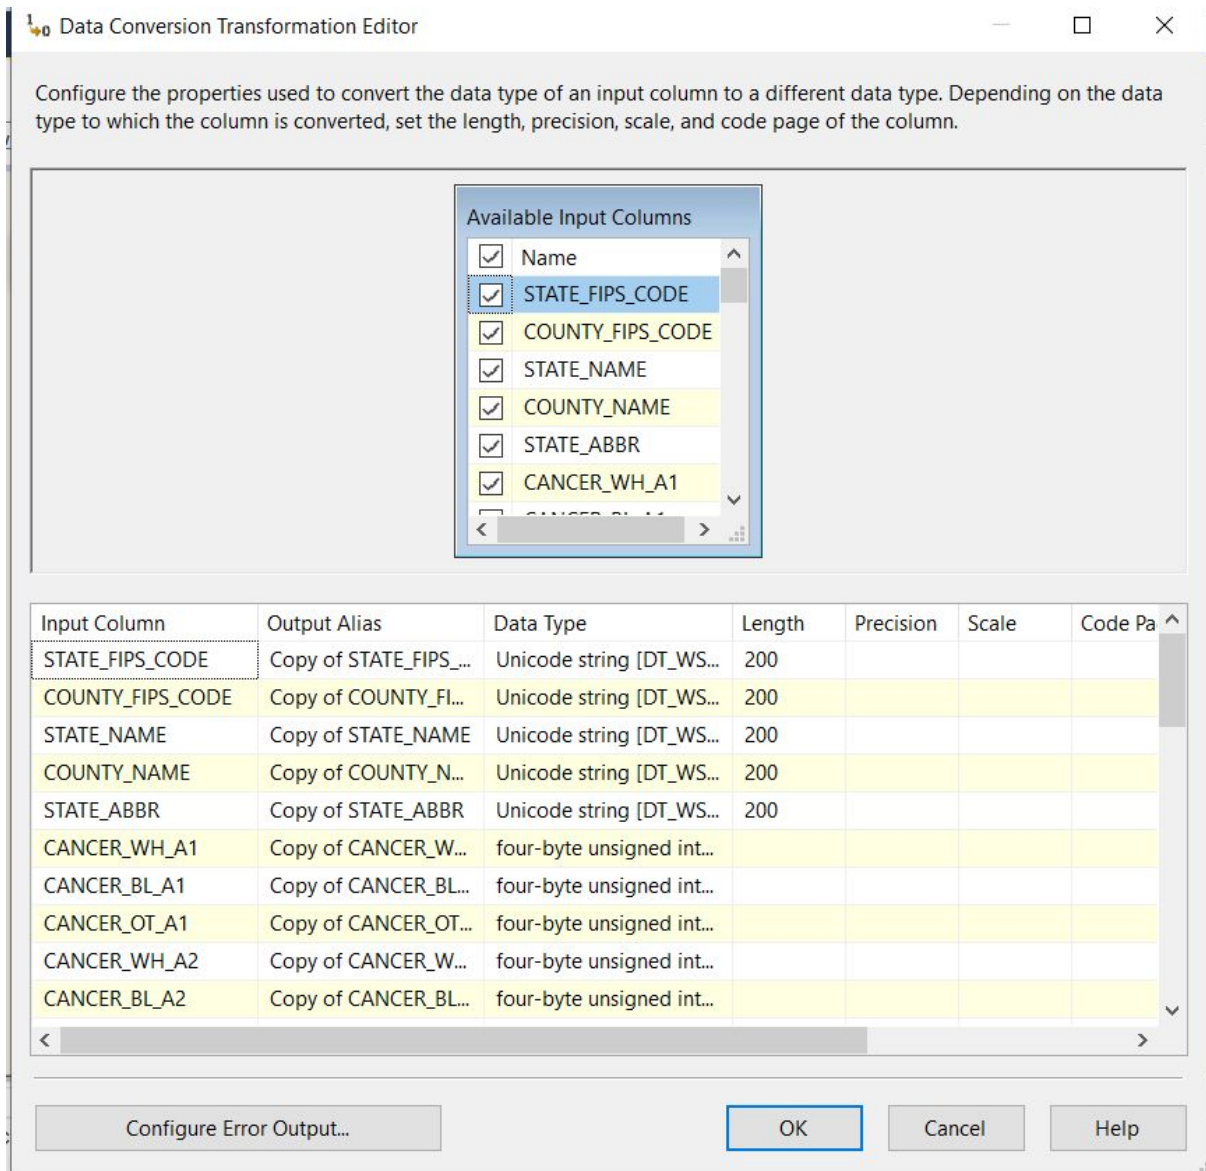 Data Conversion Transformation Editor
Configure the properties used to convert the data type of an input column to a different data type. Depending on the data
type to which the column is converted, set the length, precision, scale, and code page of the column.
Available Input Columns
Name
STATE_FIPS_CODE
COUNTY_FIPS_CODE
STATE_NAME
COUNTY_NAME
STATE_ABBR
CANCER_WH_A1
Input Column Output Alias Data Type Length Precision Scale Code Pa
STATE_FIPS_CODE Copy of STATE_FIPS_... Unicode string [DT_WS... 200
COUNTY_FIPS_CODE Copy of COUNTY_FI... Unicode string [DT_WS... 200
STATE_NAME Copy of STATE_NAME Unicode string [DT_WS... 200
COUNTY_NAME Copy of COUNTY_N... Unicode string [DT_WS... 200
STATE_ABBR Copy of STATE_ABBR Unicode string [DT_WS... 200
CANCER_WH_A1 Copy of CANCER_W... four-byte unsigned int...
CANCER_BL_A1 Copy of CANCER_BL... four-byte unsigned int...
CANCER_OT_A1 Copy of CANCER_OT... four-byte unsigned int...
CANCER_WH_A2 Copy of CANCER_W... four-byte unsigned int...
CANCER_BL_A2 Copy of CANCER_BL... four-byte unsigned int...
Configure Error Output... OK Cancel Help